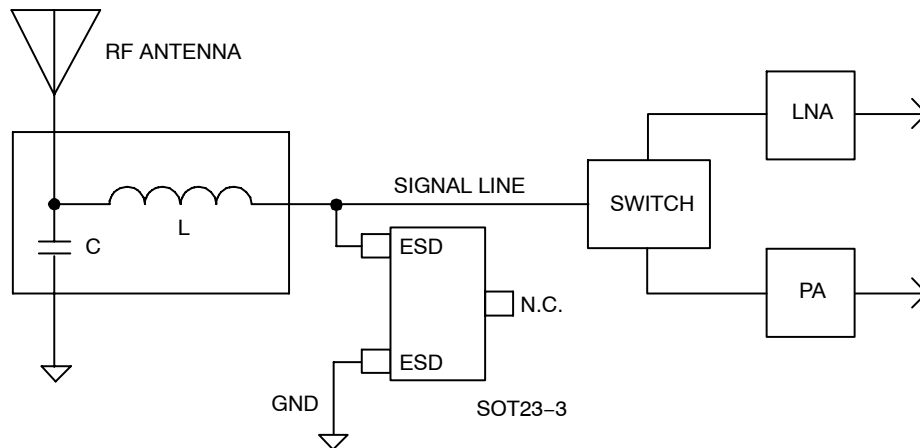 RF ANTENNA
LNA
SIGNAL LINE
SWITCH
L
C
ESD
N.C.
PA
ESD
GND
SOT23−3